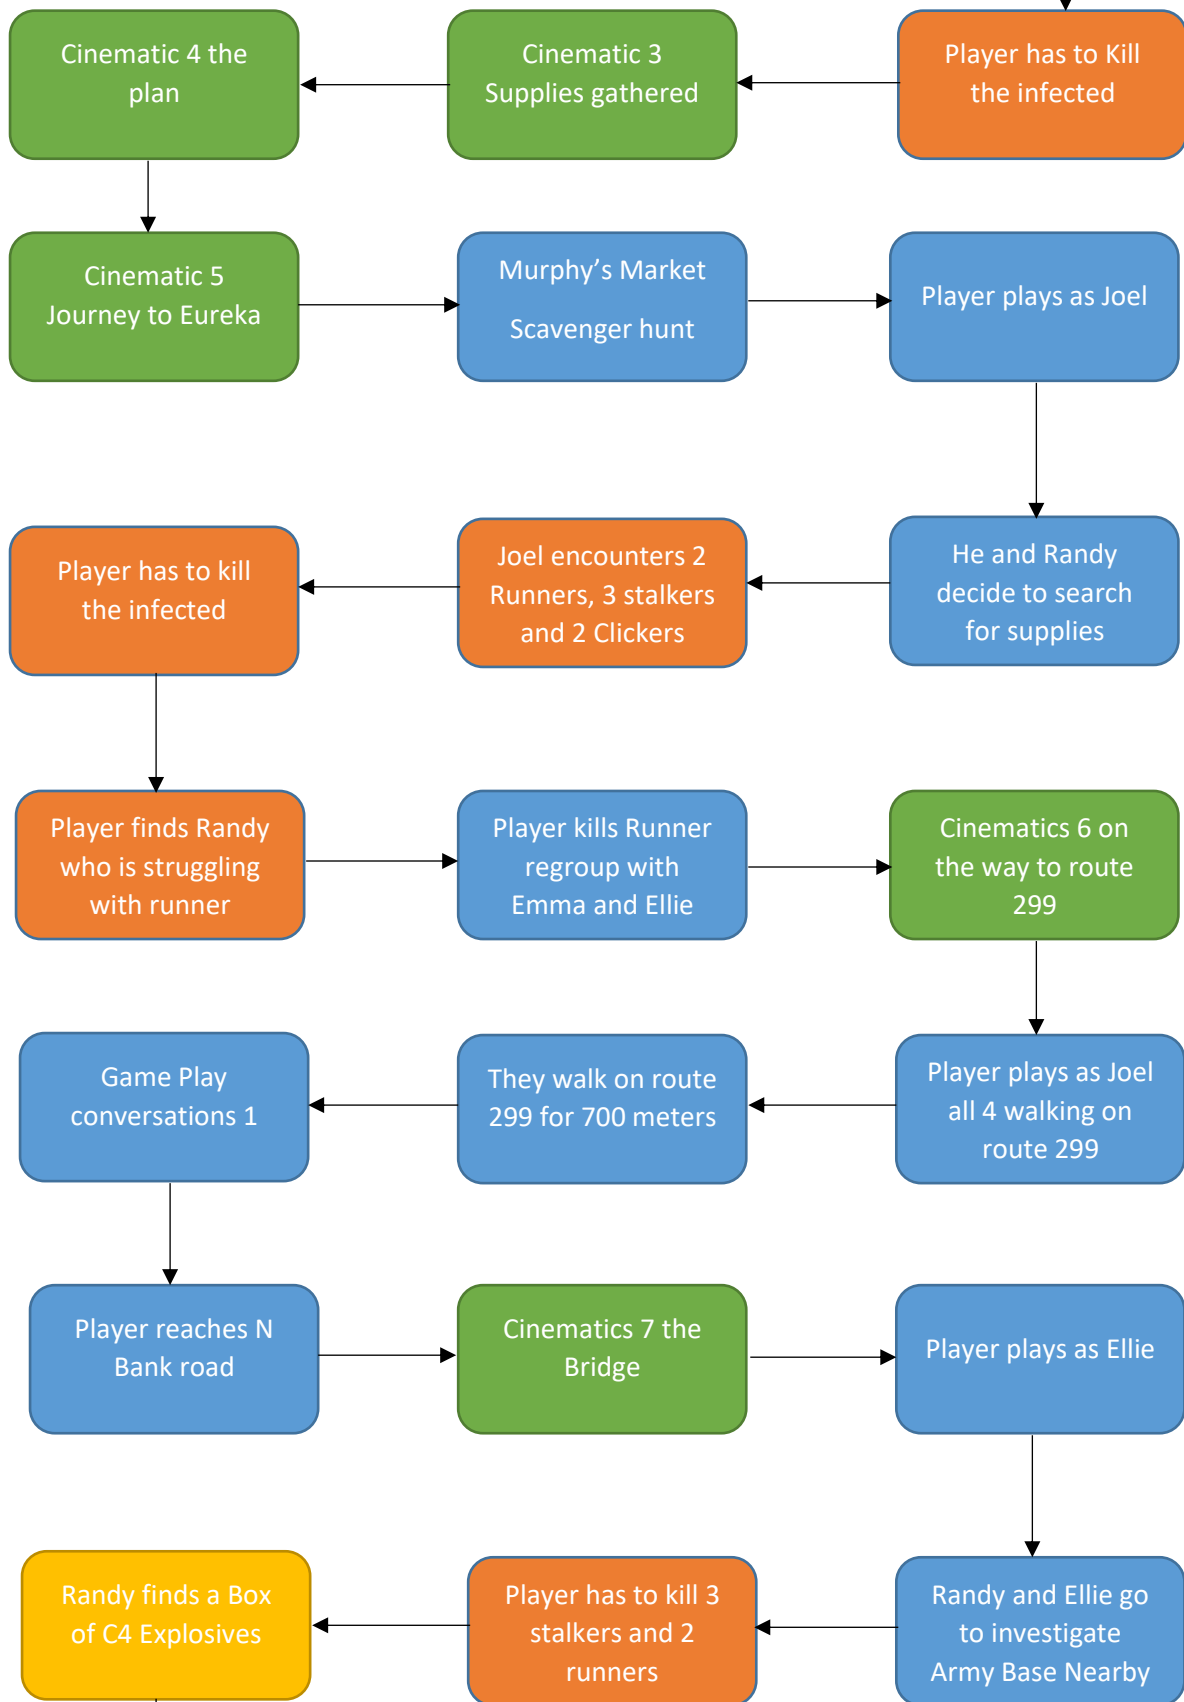 Cinematic 4 the
plan
Cinematic 3
Supplies gathered
Player has to Kill
the infected
Cinematic 5
Journey to Eureka
Murphy’s Market
Scavenger hunt
Player plays as Joel
Player has to kill
the infected
Joel encounters 2
Runners, 3 stalkers
and 2 Clickers
He and Randy
decide to search
for supplies
Player finds Randy
who is struggling
with runner
Player kills Runner
regroup with
Emma and Ellie
Cinematics 6 on
the way to route
299
Game Play
conversations 1
They walk on route
299 for 700 meters
Player plays as Joel
all 4 walking on
route 299
Player reaches N
Bank road
Cinematics 7 the
Bridge
Player plays as Ellie
Randy finds a Box
of C4 Explosives
Player has to kill 3
stalkers and 2
runners
Randy and Ellie go
to investigate
Army Base Nearby